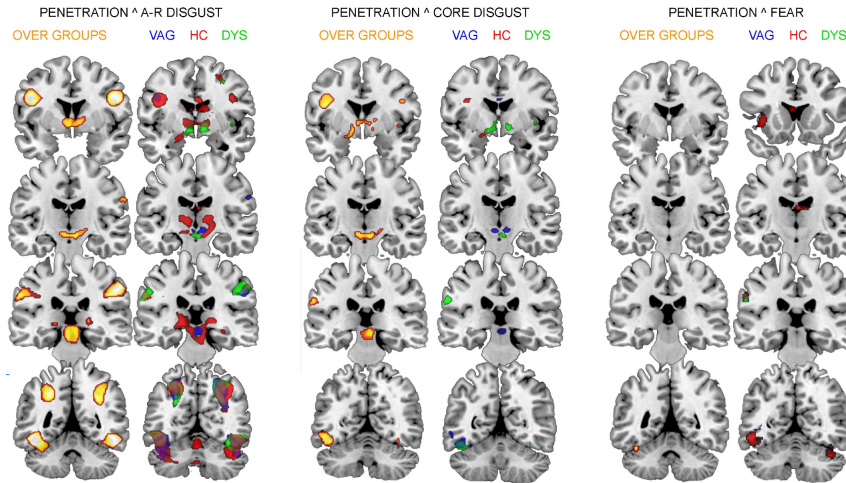 PENETRATION ^ A-R DISGUST
PENETRATION ^ CORE DISGUST
PENETRATION ^ FEAR
OVER GROUPS VAG HC DYS
OVER GROUPS VAG HC DYS
OVER GROUPS VAG HC DYS